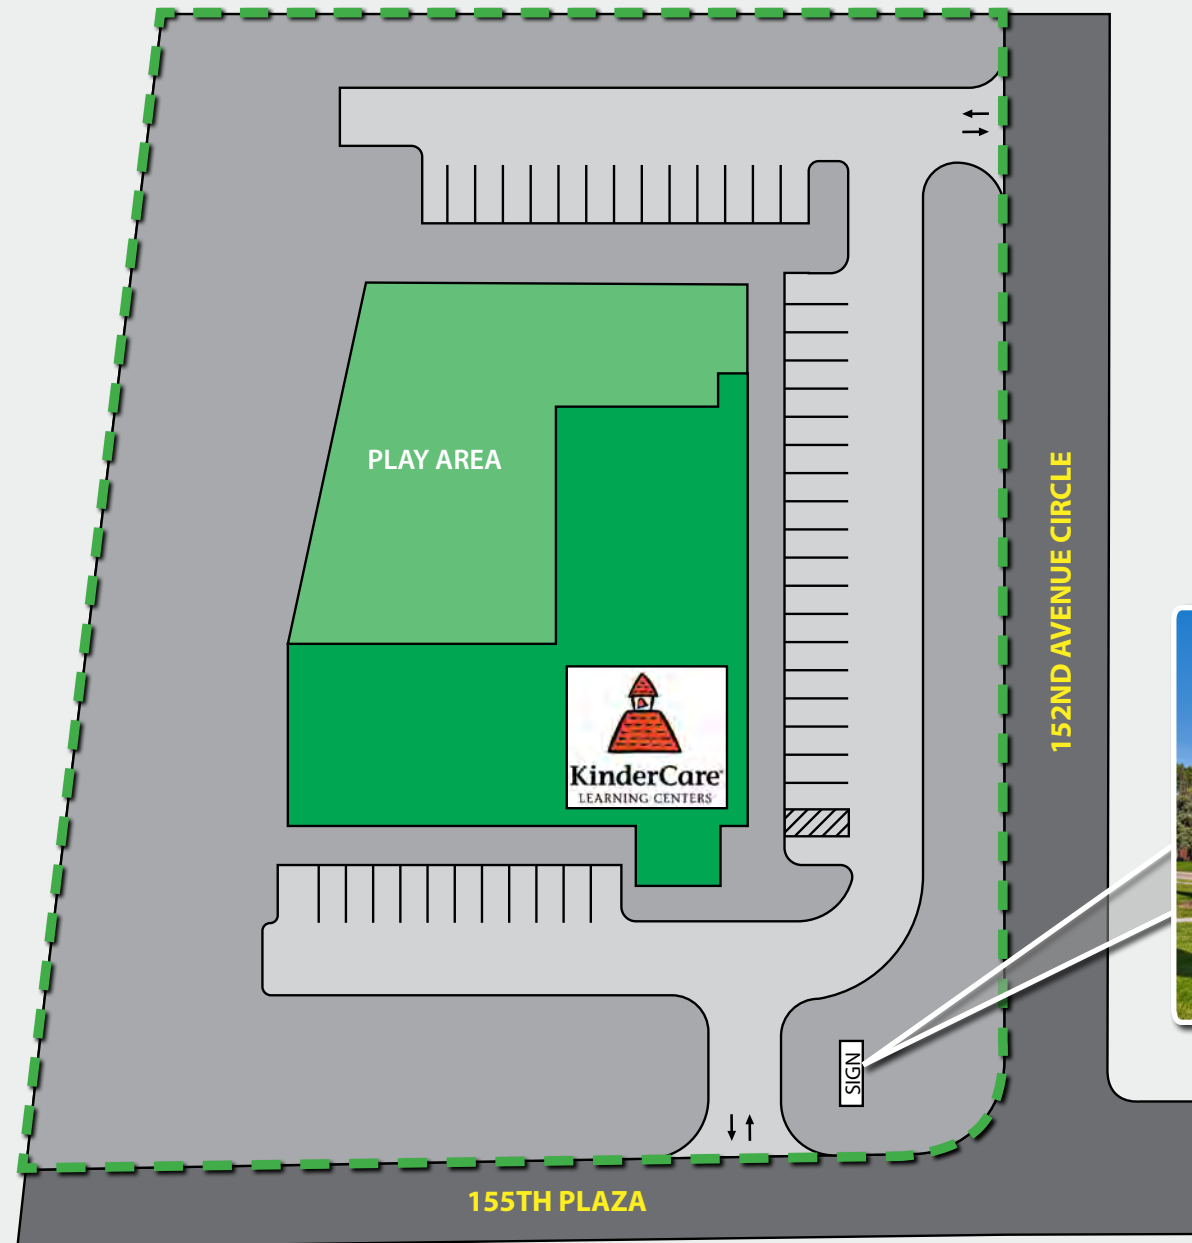 PLAY AREA
152ND AVENUE CIRCLE
KinderCare
LEARNING CENTERS
SIGN
155TH PLAZA